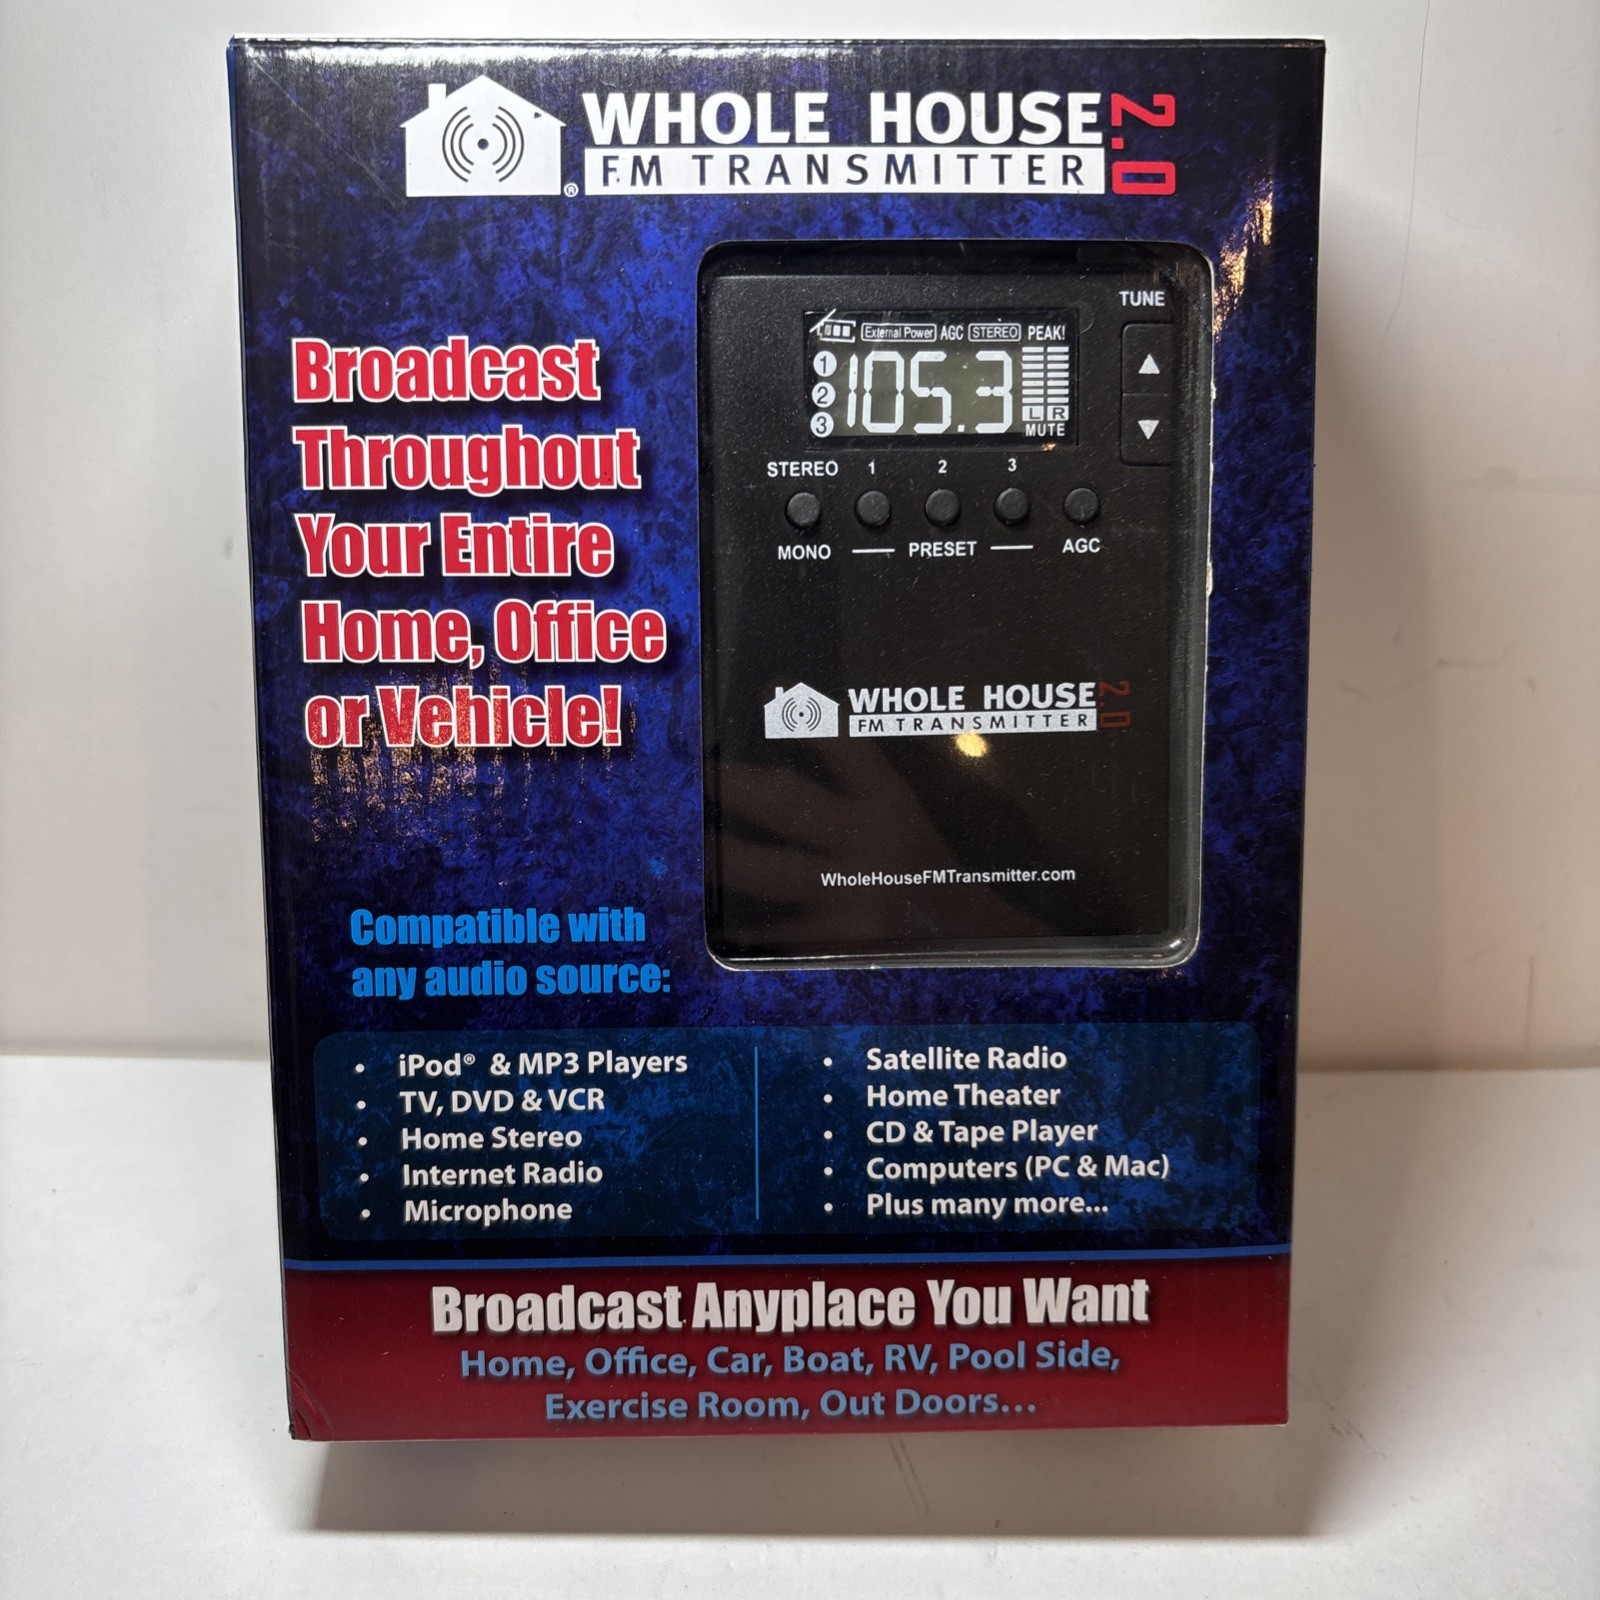 WHOLE HOUSE 2.0
FM TRANSMITTER
®
Broadcast
Throughout
Your Entire
Home, Office
or Vehicle!
TUNE
External Power AGC STEREO PEAK!
1
2
3
105.3
L R
MUTE
STEREO 1 2 3
MONO PRESET AGC
WHOLE HOUSE 2.0
FM TRANSMITTER
WholeHouseFMTransmitter.com
Compatible with
any audio source:
• iPod® & MP3 Players
• TV, DVD & VCR
• Home Stereo
• Internet Radio
• Microphone
• Satellite Radio
• Home Theater
• CD & Tape Player
• Computers (PC & Mac)
• Plus many more...
Broadcast Anyplace You Want
Home, Office, Car, Boat, RV, Pool Side,
Exercise Room, Out Doors...